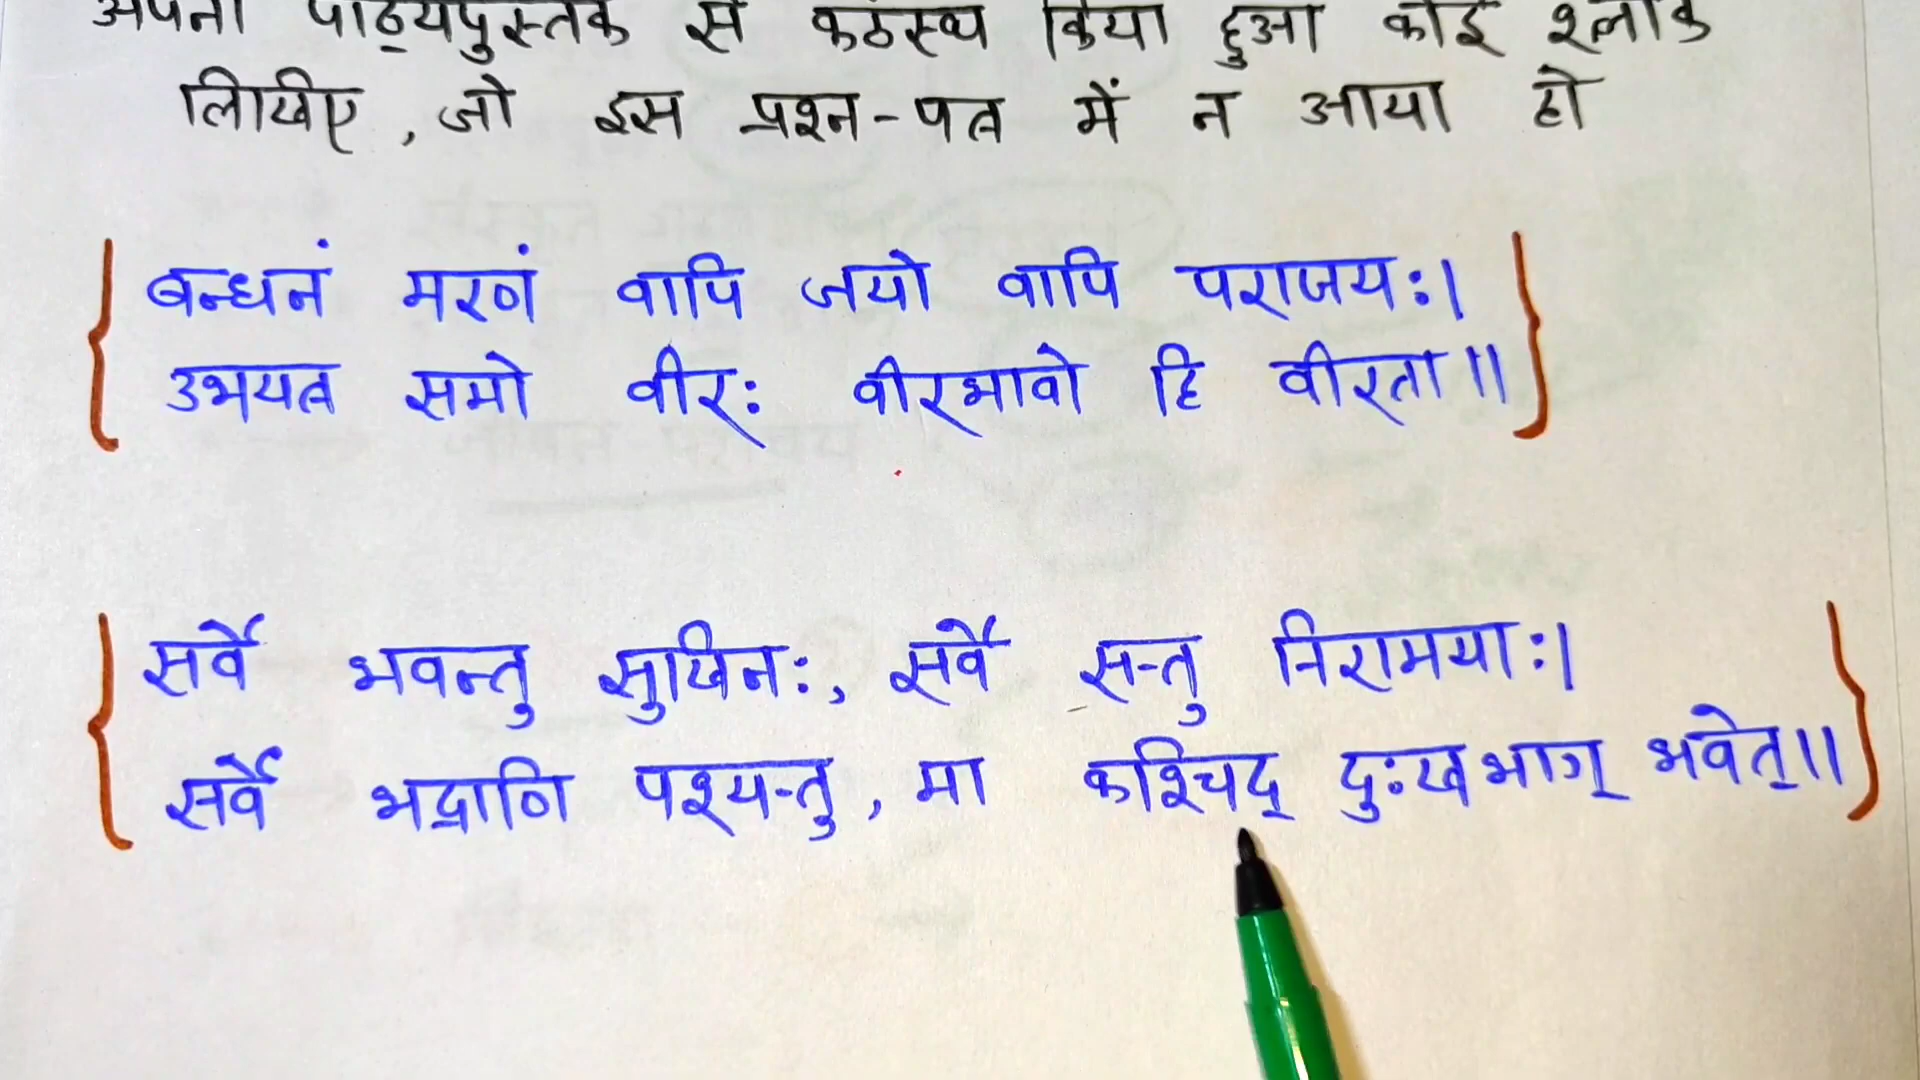 अपनी पाठ्यपुस्तक से कंठस्थ किया हुआ कोई श्लोक
लिखिए, जो इस प्रश्न-पत्र में न आया हो
बन्धनं मरणं वापि जयो वापि पराजयः।
उभयत्र समो वीरः वीरभावो हि वीरता॥
सर्वे भवन्तु सुखिनः, सर्वे सन्तु निरामयाः।
सर्वे भद्राणि पश्यन्तु, मा कश्चिद् दुःखभाग् भवेत्॥